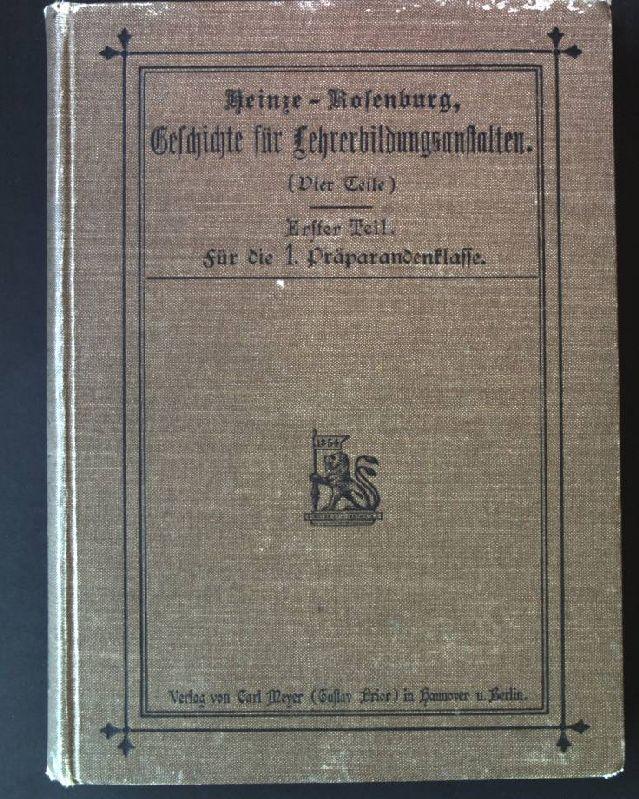 Heinze-Rosenburg,
Geschichte für Lehrerbildungsanstalten.
(Vier Teile)
Erster Teil.
Für die 1. Präparandenklasse.
Verlag von Carl Meyer (Gustav Prior) in Hannover u. Berlin.